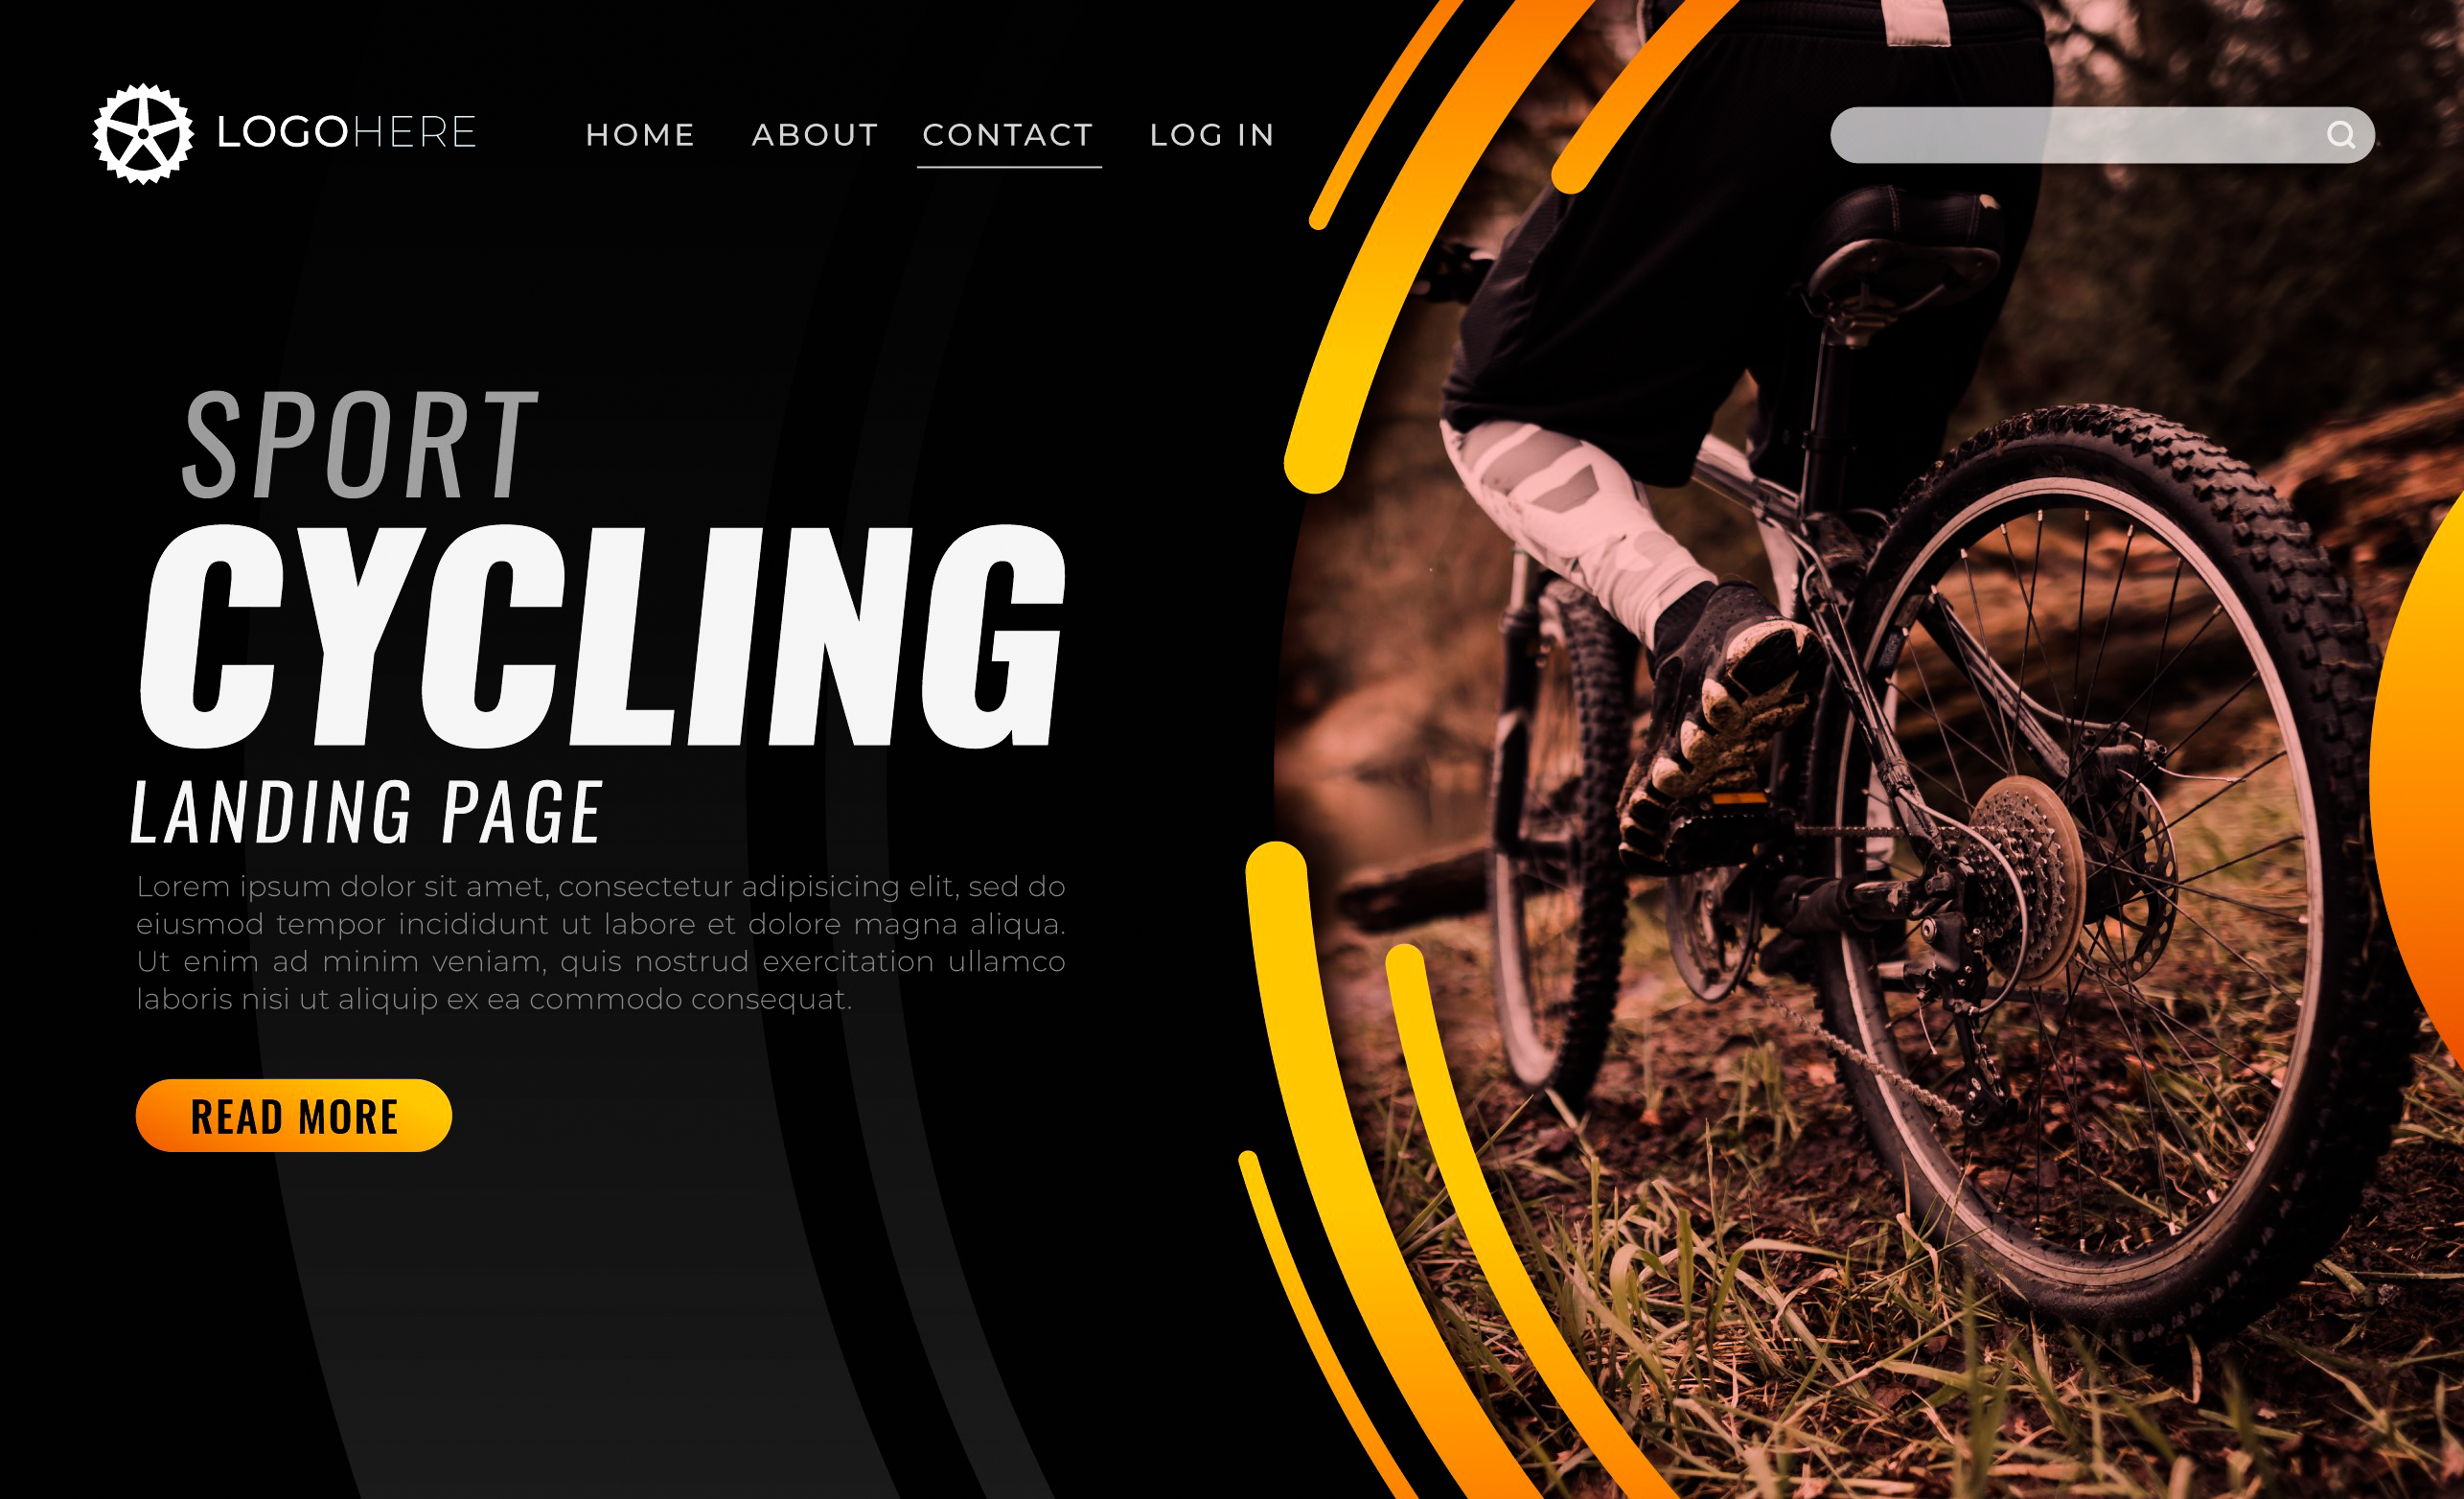 LOGOHERE
HOME ABOUT CONTACT LOG IN
SPORT
CYCLING
LANDING PAGE
Lorem ipsum dolor sit amet, consectetur adipisicing elit, sed do
eiusmod tempor incididunt ut labore et dolore magna aliqua.
Ut enim ad minim veniam, quis nostrud exercitation ullamco
laboris nisi ut aliquip ex ea commodo consequat.
READ MORE